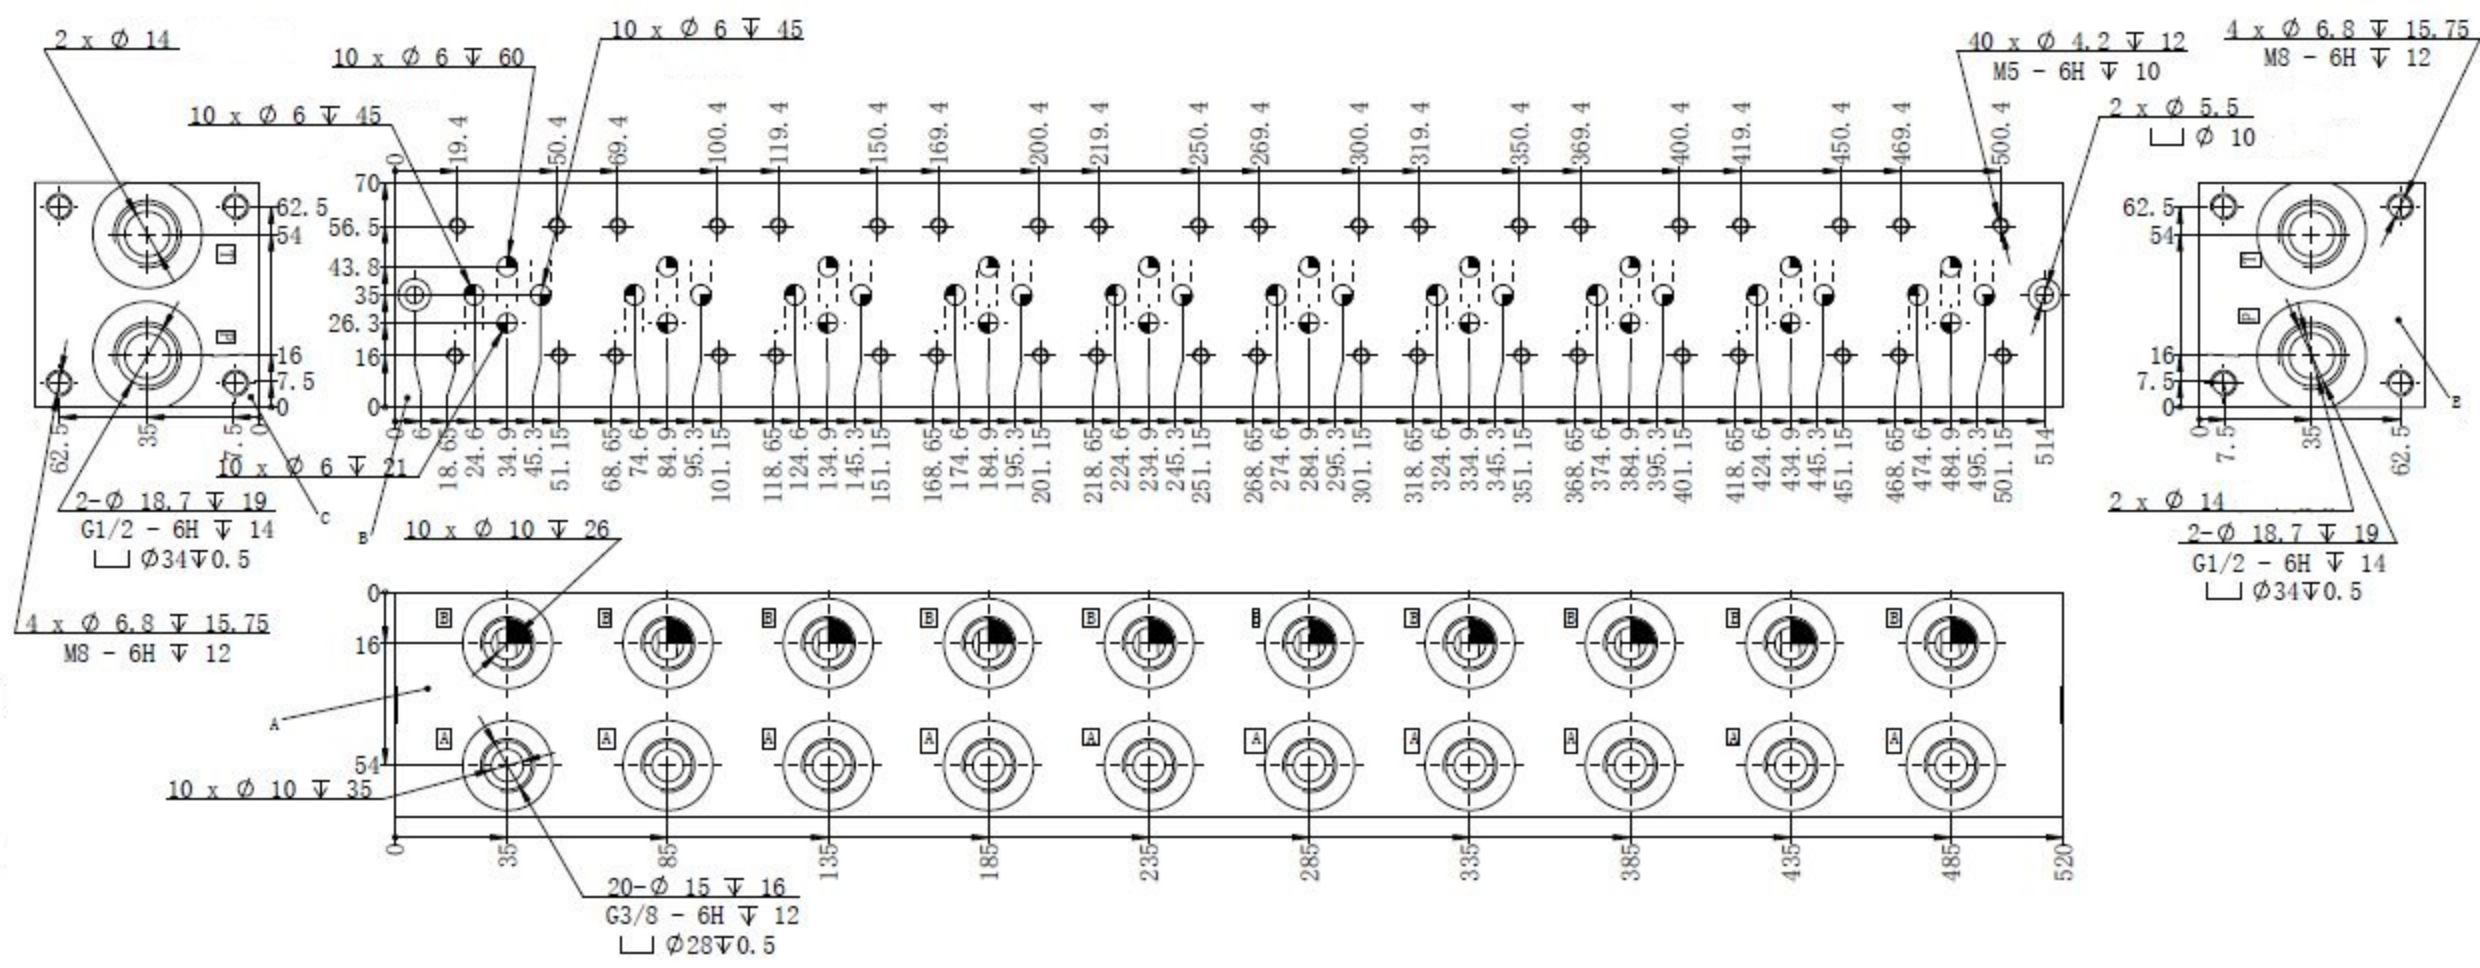 2 x Ø 14
10 x Ø 6 ↧ 60
10 x Ø 6 ↧ 45
10 x Ø 6 ↧ 45
40 x Ø 4.2 ↧ 12
M5 - 6H ↧ 10
4 x Ø 6.8 ↧ 15.75
M8 - 6H ↧ 12
2 x Ø 5.5
⌴ Ø 10
0 19.4 50.4 69.4 100.4 119.4 150.4 169.4 200.4 219.4 250.4 269.4 300.4 319.4 350.4 369.4 400.4 419.4 450.4 469.4 500.4
62.5
54
16
7.5
0
T
P
62.5 35 7.5 0
70
56.5
43.8
35
26.3
16
0
62.5
54
16
7.5
0
T
P
0 7.5 35 62.5
E
0 6 18.65 24.6 34.9 45.3 51.15 68.65 74.6 84.9 95.3 101.15 118.65 124.6 134.9 145.3 151.15 168.65 174.6 184.9 195.3 201.15 218.65 224.6 234.9 245.3 251.15 268.65 274.6 284.9 295.3 301.15 318.65 324.6 334.9 345.3 351.15 368.65 374.6 384.9 395.3 401.15 418.65 424.6 434.9 445.3 451.15 468.65 474.6 484.9 495.3 501.15 514
10 x Ø 6 ↧ 21
2-Ø 18.7 ↧ 19
G1/2 - 6H ↧ 14
⌴ Ø34↧0.5
C
B
4 x Ø 6.8 ↧ 15.75
M8 - 6H ↧ 12
2 x Ø 14
2-Ø 18.7 ↧ 19
G1/2 - 6H ↧ 14
⌴ Ø34↧0.5
10 x Ø 10 ↧ 26
0
16
54
B B B B B B B B B B
A
A A A A A A A A A A
10 x Ø 10 ↧ 35
0 35 85 135 185 235 285 335 385 435 485 520
20-Ø 15 ↧ 16
G3/8 - 6H ↧ 12
⌴ Ø28↧0.5